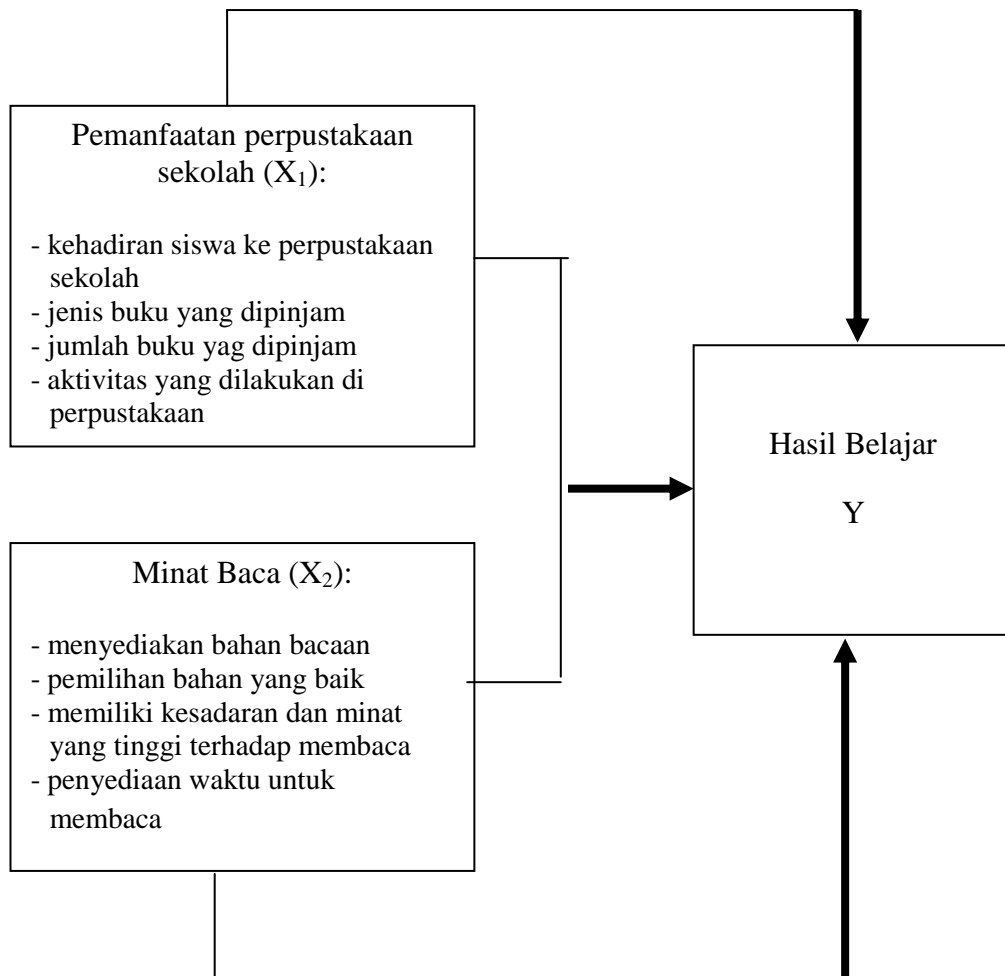 Pemanfaatan perpustakaan
sekolah (X₁):
- kehadiran siswa ke perpustakaan
sekolah
- jenis buku yang dipinjam
- jumlah buku yag dipinjam
- aktivitas yang dilakukan di
perpustakaan
Hasil Belajar
Y
Minat Baca (X₂):
- menyediakan bahan bacaan
- pemilihan bahan yang baik
- memiliki kesadaran dan minat
yang tinggi terhadap membaca
- penyediaan waktu untuk
membaca